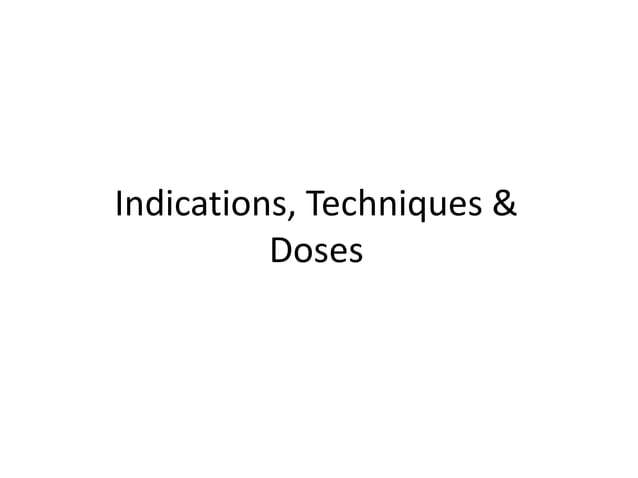 Indications, Techniques &
Doses